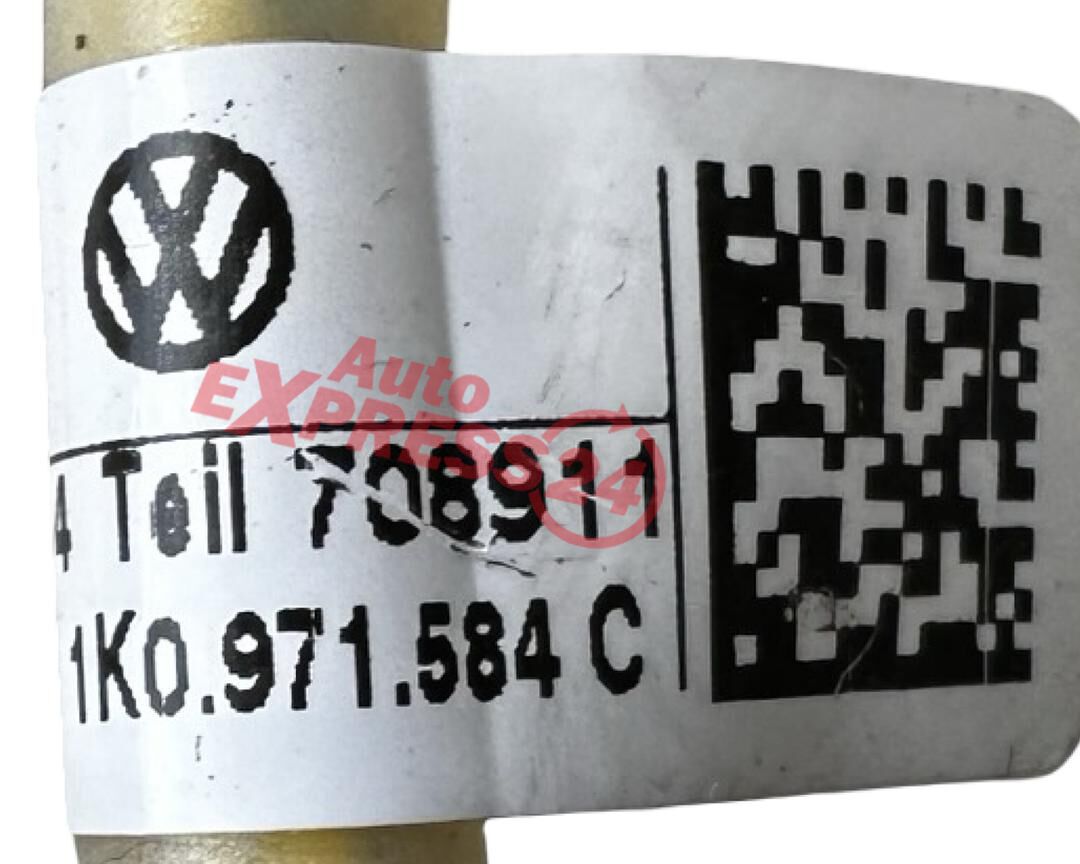 Auto
EXPRESS24
4 Teil 708911
1K0.971.584 C